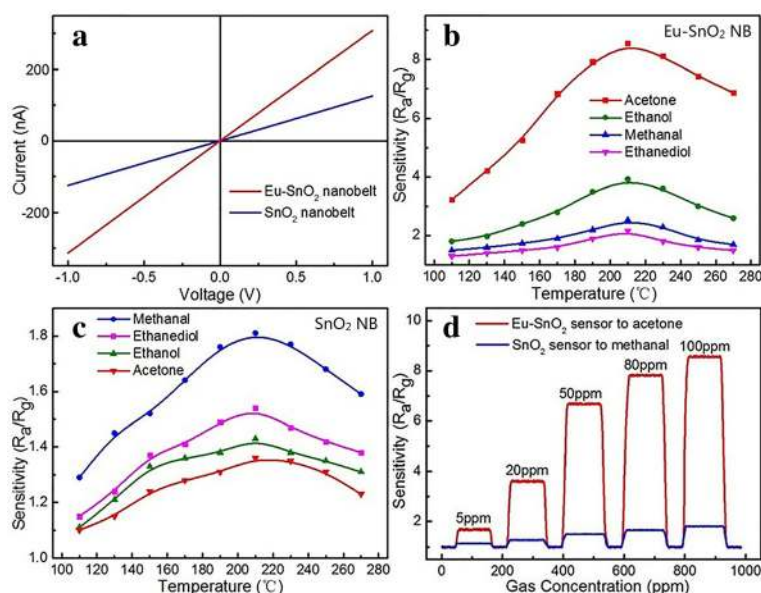 a
Current (nA)
200
0
-200
Eu-SnO₂ nanobelt
SnO₂ nanobelt
-1.0 -0.5 0.0 0.5 1.0
Voltage (V)
b
Eu-SnO₂ NB
Sensitivity (Ra/Rg)
8
6
4
2
Acetone
Ethanol
Methanal
Ethanediol
100 120 140 160 180 200 220 240 260 280
Temperature (℃)
c
SnO₂ NB
Sensitivity (Ra/Rg)
1.8
1.6
1.4
1.2
1.0
Methanal
Ethanediol
Ethanol
Acetone
100 120 140 160 180 200 220 240 260 280
Temperature (℃)
d
Eu-SnO₂ sensor to acetone
SnO₂ sensor to methanal
Sensitivity (Ra/Rg)
10
8
6
4
2
0
5ppm
20ppm
50ppm
80ppm
100ppm
0 200 400 600 800 1000
Gas Concentration (ppm)